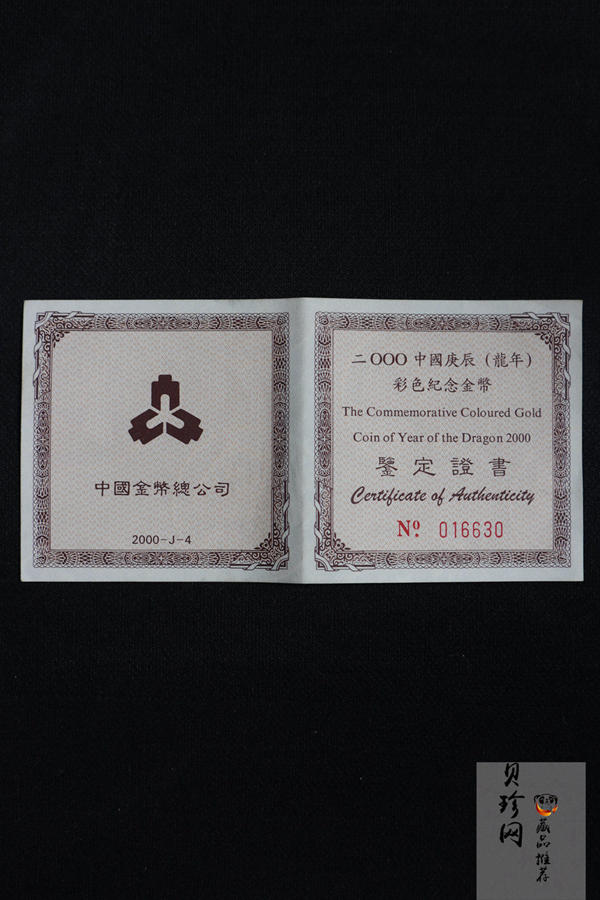 中國金幣總公司
2000-J-4
二OOO中國庚辰（龍年）
彩色紀念金幣
The Commemorative Coloured Gold
Coin of Year of the Dragon 2000
鑒定證書
Certificate of Authenticity
Nº. 016630
贝珍网
藏品推荐